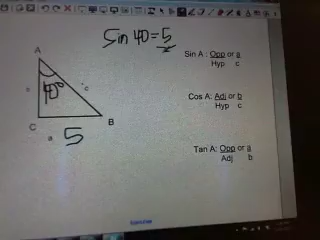 Sin 40 = 5
Sin A : Opp or a
Hyp c
A
40°
c
Cos A: Adj or b
Hyp c
C
B
a
5
Tan A : Opp or a
Adj b